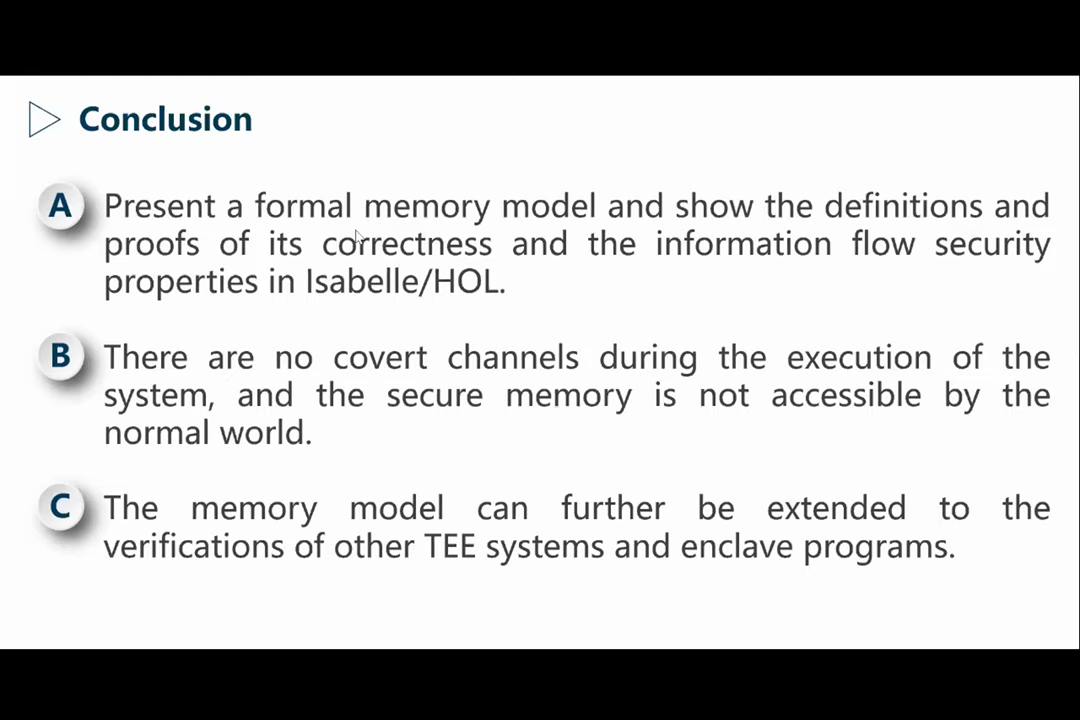 Conclusion
A Present a formal memory model and show the definitions and
proofs of its correctness and the information flow security
properties in Isabelle/HOL.
B There are no covert channels during the execution of the
system, and the secure memory is not accessible by the
normal world.
C The memory model can further be extended to the
verifications of other TEE systems and enclave programs.